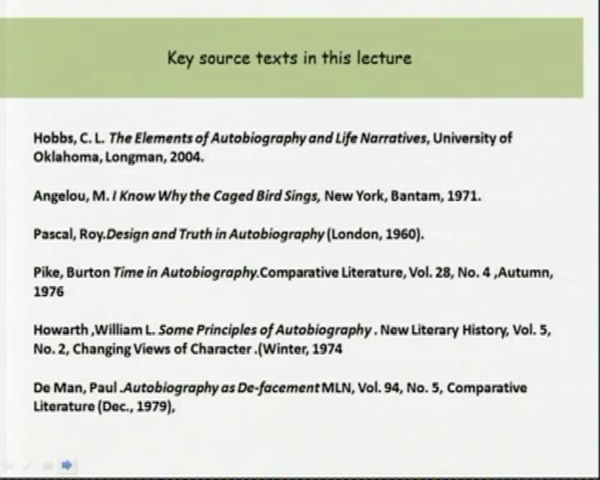 Key source texts in this lecture
Hobbs, C. L. The Elements of Autobiography and Life Narratives, University of
Oklahoma, Longman, 2004.
Angelou, M. I Know Why the Caged Bird Sings, New York, Bantam, 1971.
Pascal, Roy.Design and Truth in Autobiography (London, 1960).
Pike, Burton Time in Autobiography.Comparative Literature, Vol. 28, No. 4 ,Autumn,
1976
Howarth ,William L. Some Principles of Autobiography . New Literary History, Vol. 5,
No. 2, Changing Views of Character .(Winter, 1974
De Man, Paul .Autobiography as De-facement MLN, Vol. 94, No. 5, Comparative
Literature (Dec., 1979),